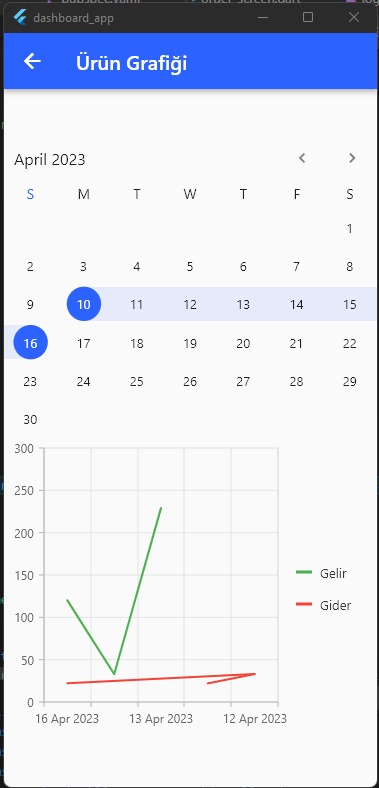 dashboard_app
Ürün Grafiği
April 2023
S M T W T F S
1
2 3 4 5 6 7 8
9 10 11 12 13 14 15
16 17 18 19 20 21 22
23 24 25 26 27 28 29
30
300
250
200
150
100
50
0
16 Apr 2023 13 Apr 2023 12 Apr 2023
Gelir
Gider